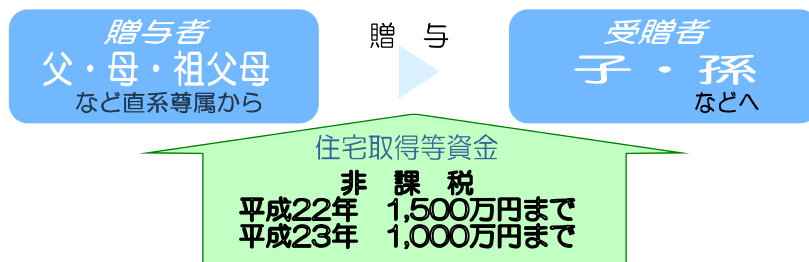 贈与者
父・母・祖父母
など直系尊属から
贈　与
受贈者
子・孫
などへ
住宅取得等資金
非　課　税
平成22年　1,500万円まで
平成23年　1,000万円まで